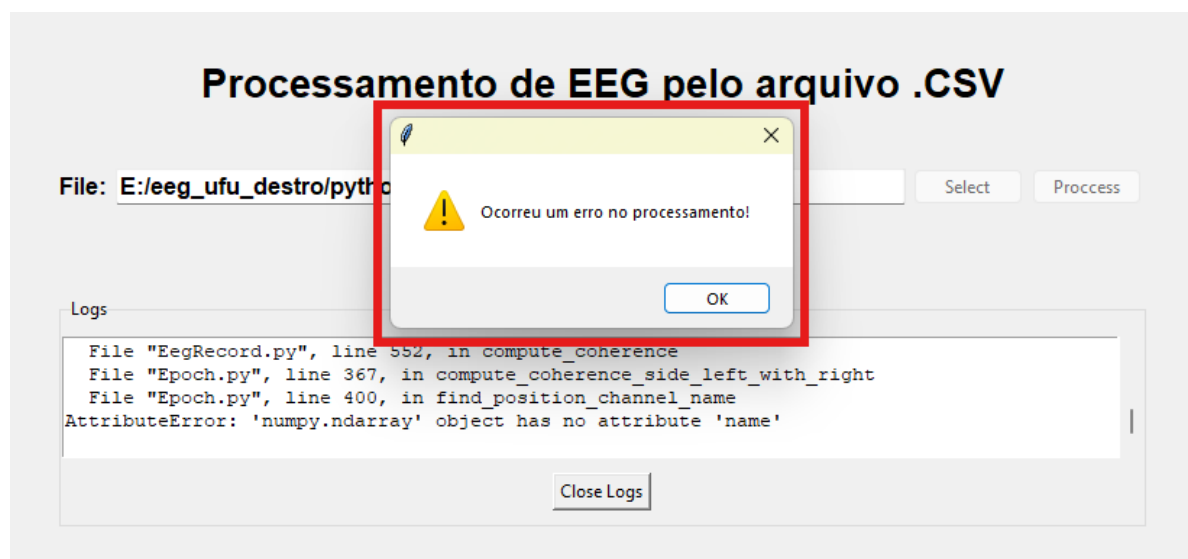 Processamento de EEG pelo arquivo .CSV
Ocorreu um erro no processamento!
OK
File: E:/eeg_ufu_destro/pytho
Select
Proccess
Logs
File "EegRecord.py", line 552, in compute_coherence
File "Epoch.py", line 367, in compute_coherence_side_left_with_right
File "Epoch.py", line 400, in find_position_channel_name
AttributeError: 'numpy.ndarray' object has no attribute 'name'
Close Logs